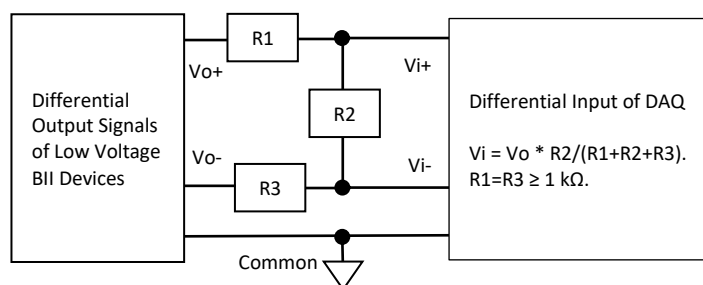 R1
Vo+
Vi+
Differential
Output Signals
of Low Voltage
BII Devices
R2
Differential Input of DAQ
Vi = Vo * R2/(R1+R2+R3).
R1=R3 ≥ 1 kΩ.
Vo-
Vi-
R3
Common